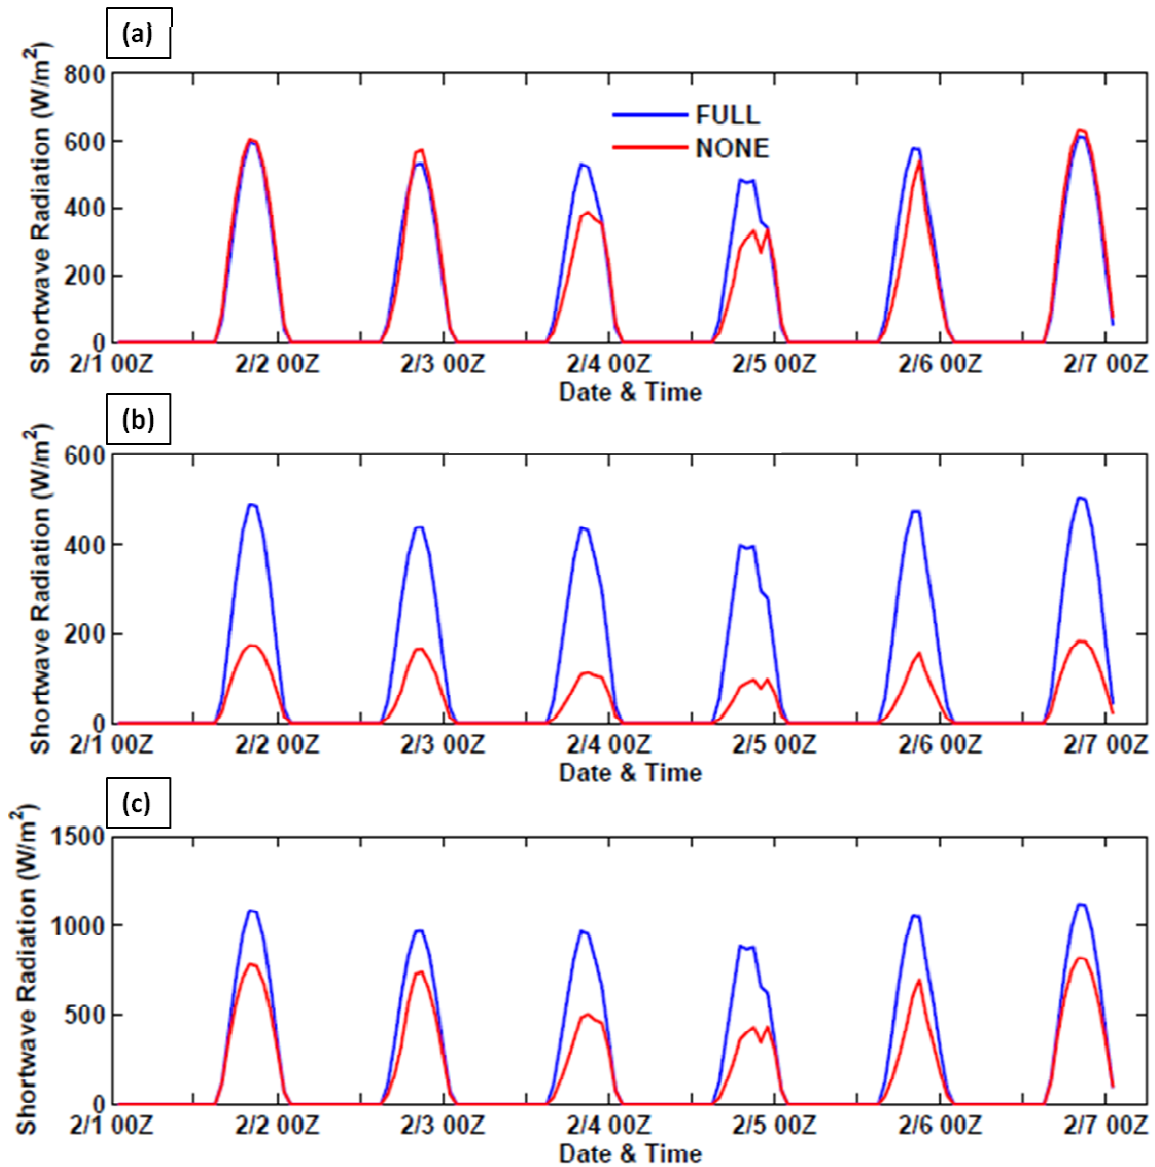 (a)
Shortwave Radiation (W/m²)
800
600
400
200
0
FULL
NONE
2/1 00Z 2/2 00Z 2/3 00Z 2/4 00Z 2/5 00Z 2/6 00Z 2/7 00Z
Date & Time
(b)
Shortwave Radiation (W/m²)
600
400
200
0
2/1 00Z 2/2 00Z 2/3 00Z 2/4 00Z 2/5 00Z 2/6 00Z 2/7 00Z
Date & Time
(c)
Shortwave Radiation (W/m²)
1500
1000
500
0
2/1 00Z 2/2 00Z 2/3 00Z 2/4 00Z 2/5 00Z 2/6 00Z 2/7 00Z
Date & Time